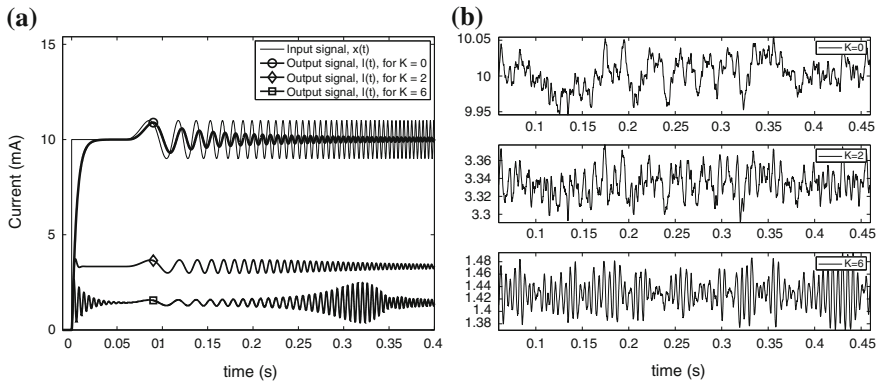 (a)
15
10
5
0
Current (mA)
Input signal, x(t)
Output signal, I(t), for K = 0
Output signal, I(t), for K = 2
Output signal, I(t), for K = 6
0 0.05 01 0.15 0.2 0.25 0.3 0.35 0.4
time (s)
(b)
10.05
10
9.95
K=0
0.1 0.15 0.2 0.25 0.3 0.35 0.4 0.45
3.36
3.34
3.32
3.3
K=2
0.1 0.15 0.2 0.25 0.3 0.35 0.4 0.45
1.48
1.46
1.44
1.42
1.4
1.38
K=6
0.1 0.15 0.2 0.25 0.3 0.35 0.4 0.45
time (s)